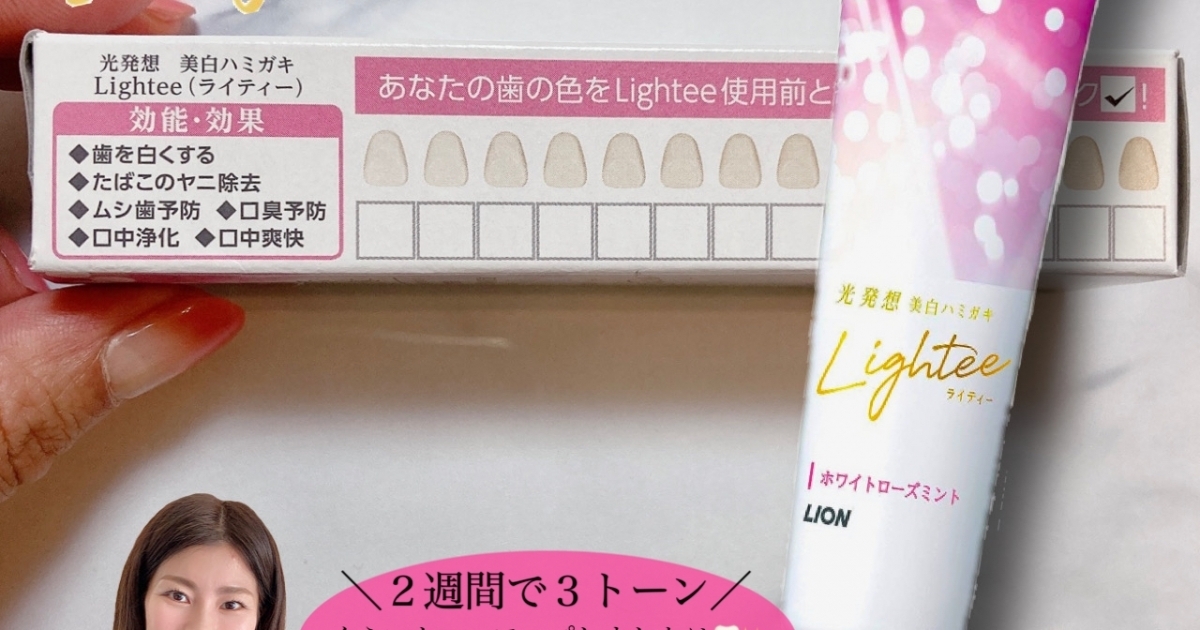 光発想 美白ハミガキ
Lightee(ライティー)
効能・効果
◆歯を白くする
◆たばこのヤニ除去
◆ムシ歯予防 ◆口臭予防
◆口中浄化 ◆口中爽快
あなたの歯の色をLightee使用前と
ク✓!
光発想 美白ハミガキ
Lightee
ライティー
ホワイトローズミント
LION
\2週間で3トーン/